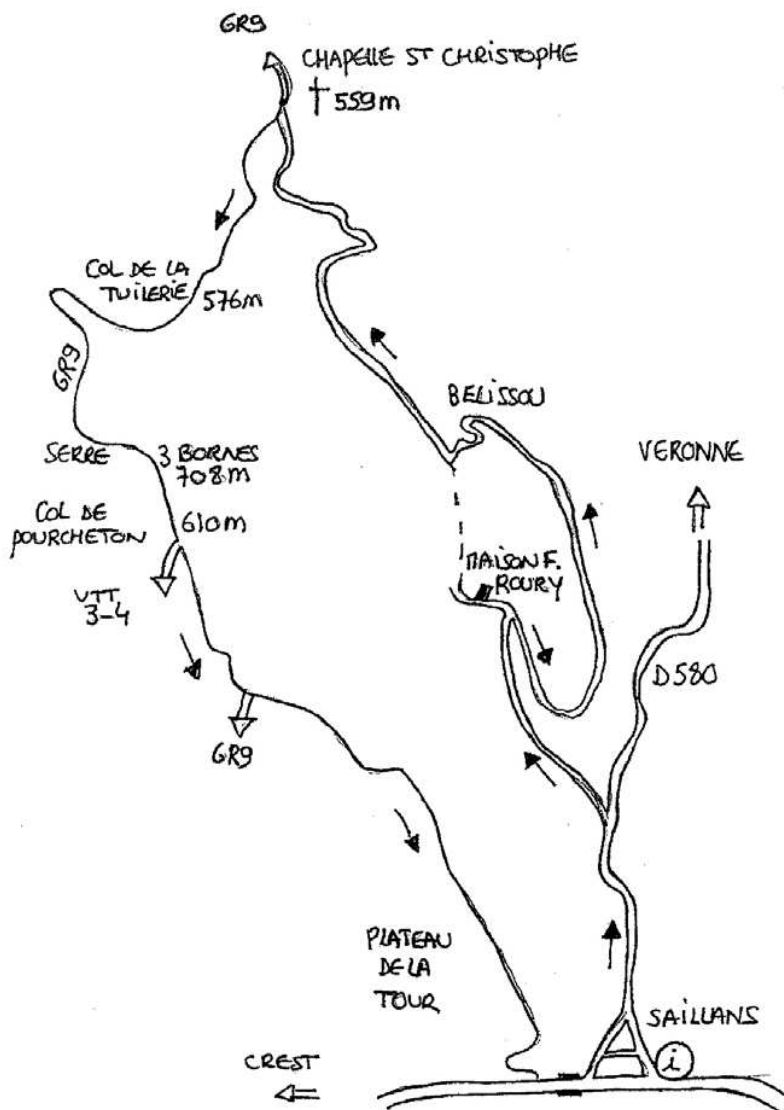 GR9
CHAPELLE ST CHRISTOPHE
559m
COL DE LA
TUILERIE
576m
GR9
BELISSOU
VERONNE
SERRE
3 BORNES
708m
COL DE
POURCHETON
610m
MAISON F.
ROURY
VTT
3-4
D580
GR9
PLATEAU
DE LA
TOUR
SAILLANS
i
CREST